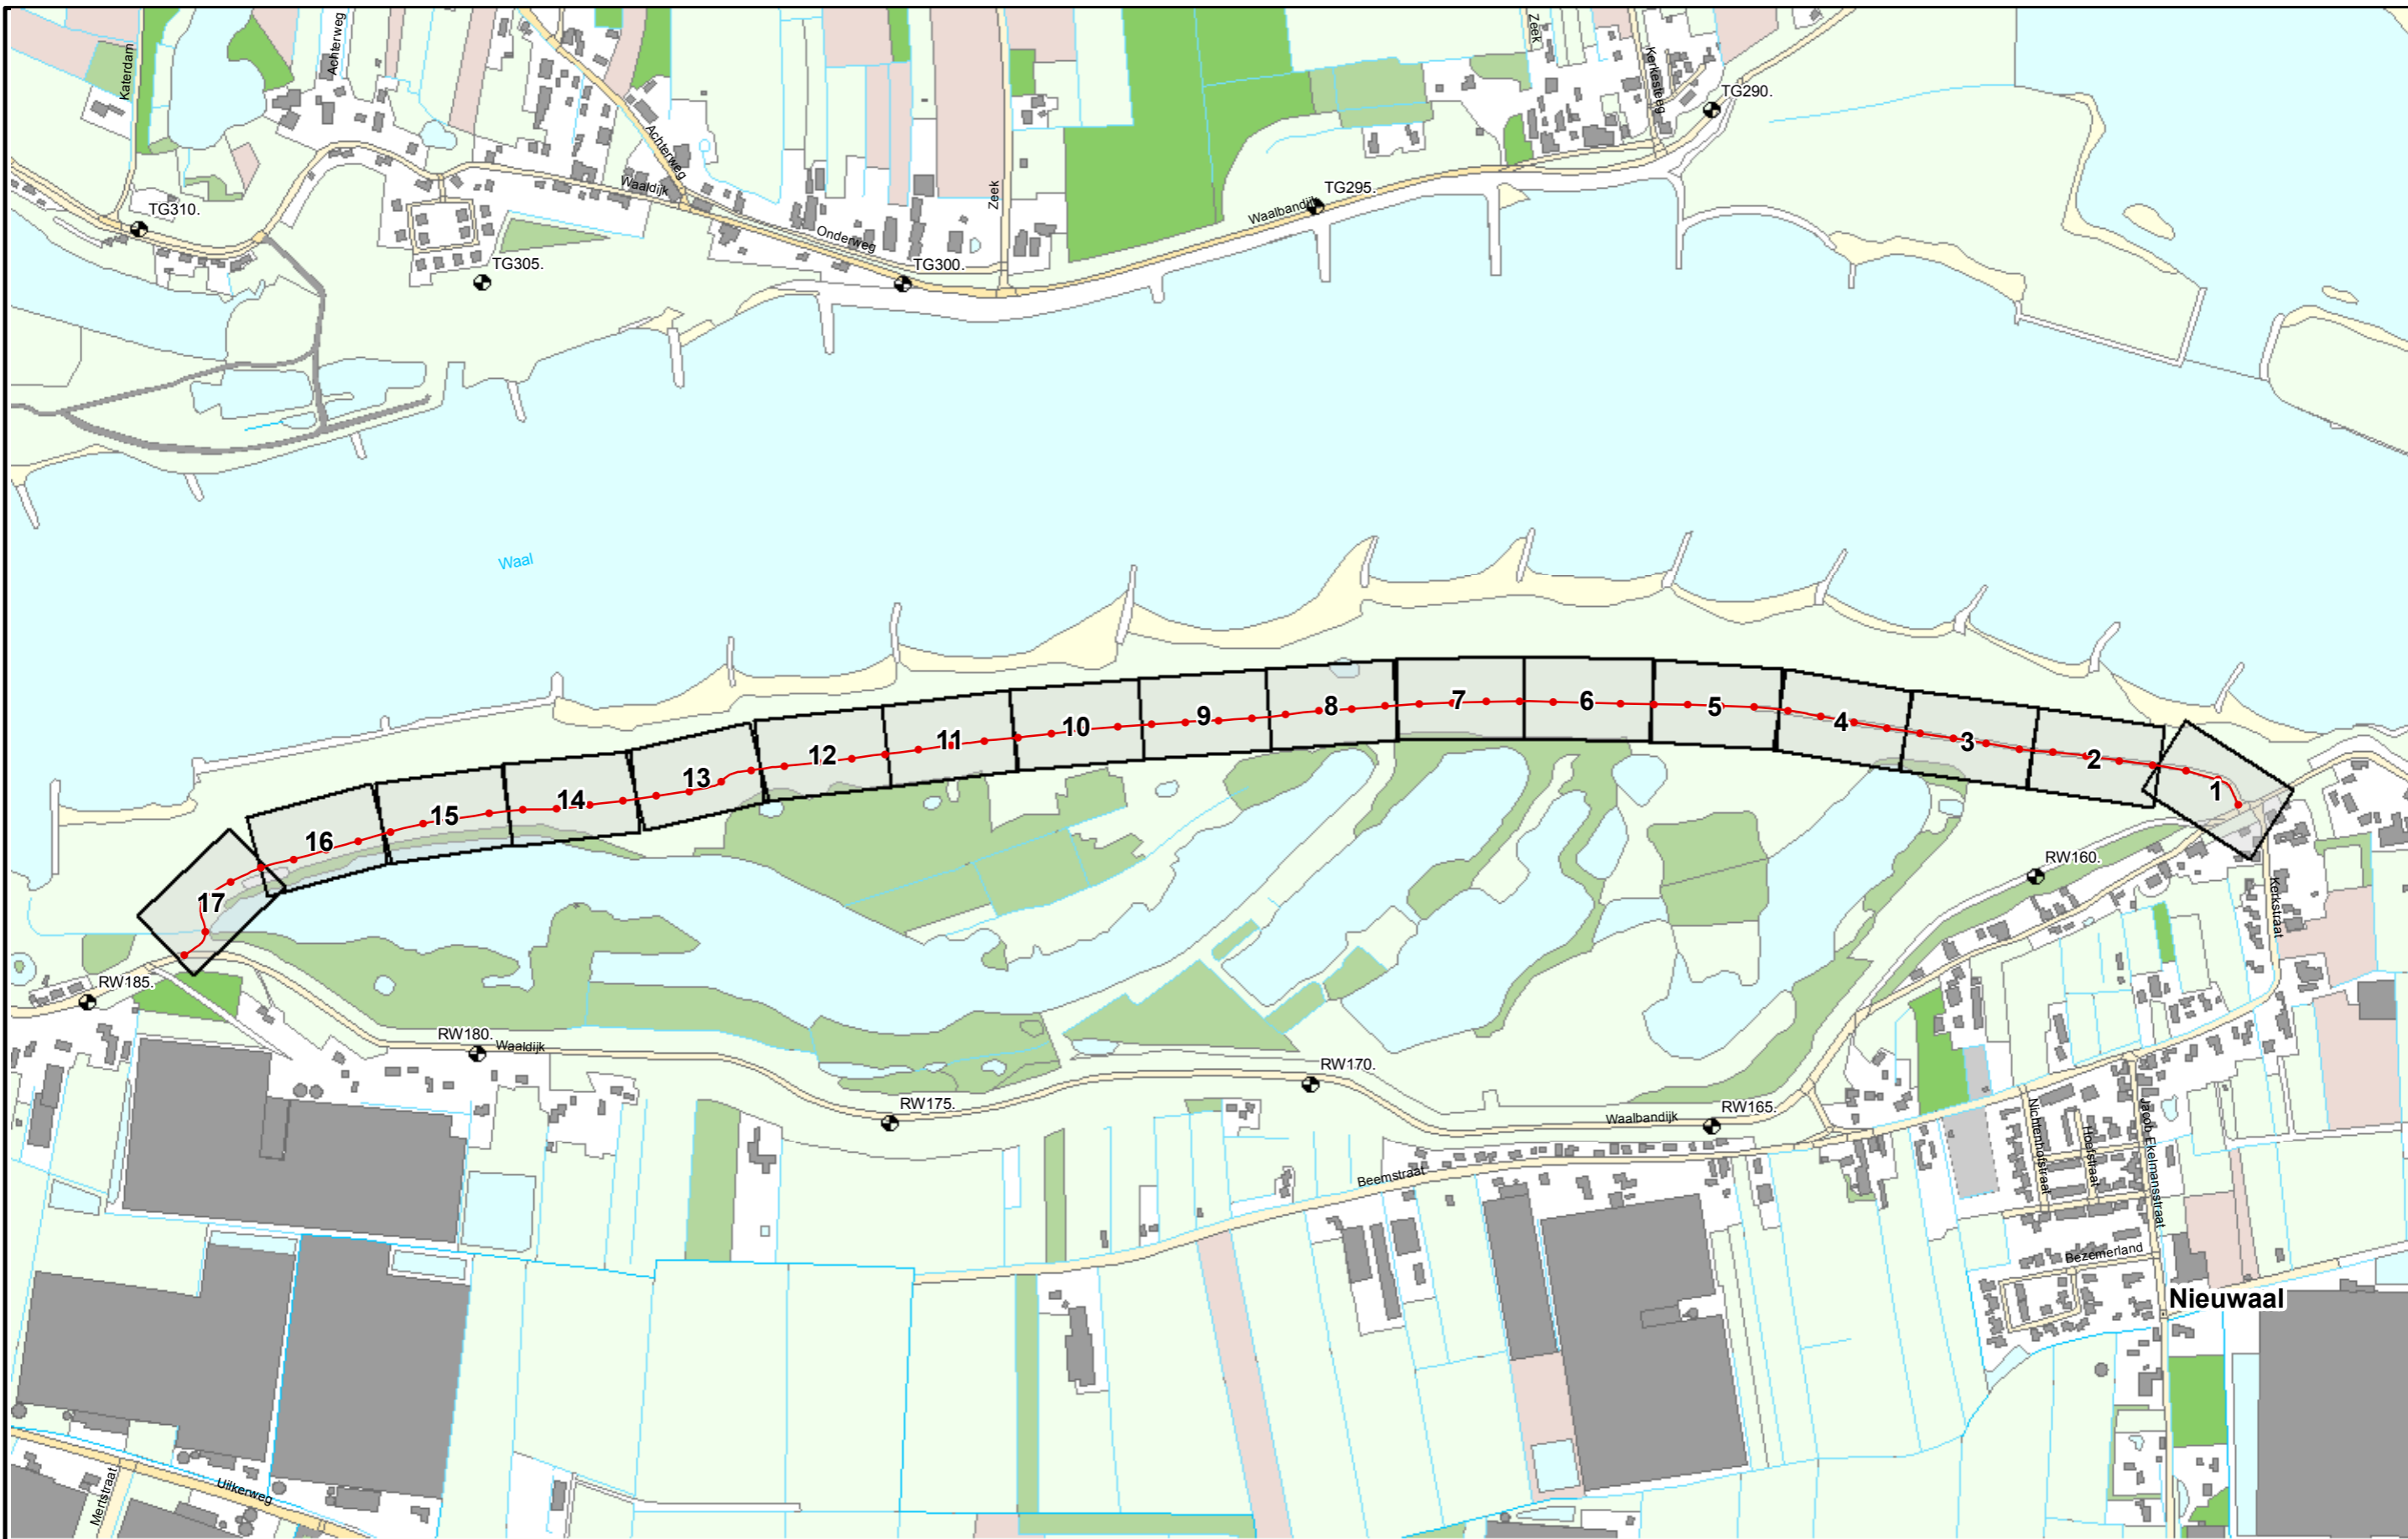 Katerdam
Achterweg
Zeek
Kerkesteeg
TG290.
Achterweg
Waaldijk
Zeek
TG295.
Waalbandijk
TG310.
Onderweg
TG305.
TG300.
Waal
7
6
8
5
9
4
10
11
3
12
2
13
1
14
15
16
17
RW160.
Kerkstraat
RW185.
RW180.
Waaldijk
RW170.
RW175.
RW165.
Waalbandijk
Nichtenhofstraat
Hoefstraat
Jacob Ekelmansstraat
Beemstraat
Bezemerland
Nieuwaal
Uilkerweg
Mertstraat